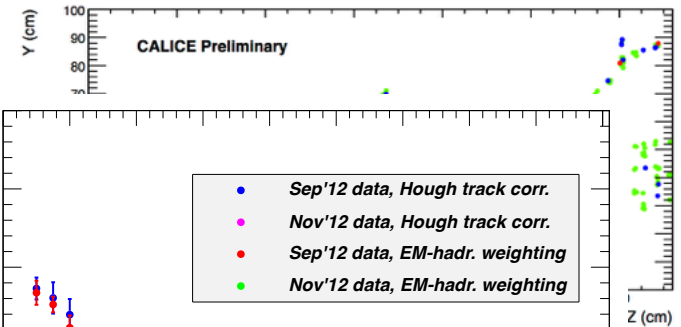 Y (cm)
100
90
CALICE Preliminary
80
Sep'12 data, Hough track corr.
Nov'12 data, Hough track corr.
Sep'12 data, EM-hadr. weighting
Nov'12 data, EM-hadr. weighting
Z (cm)